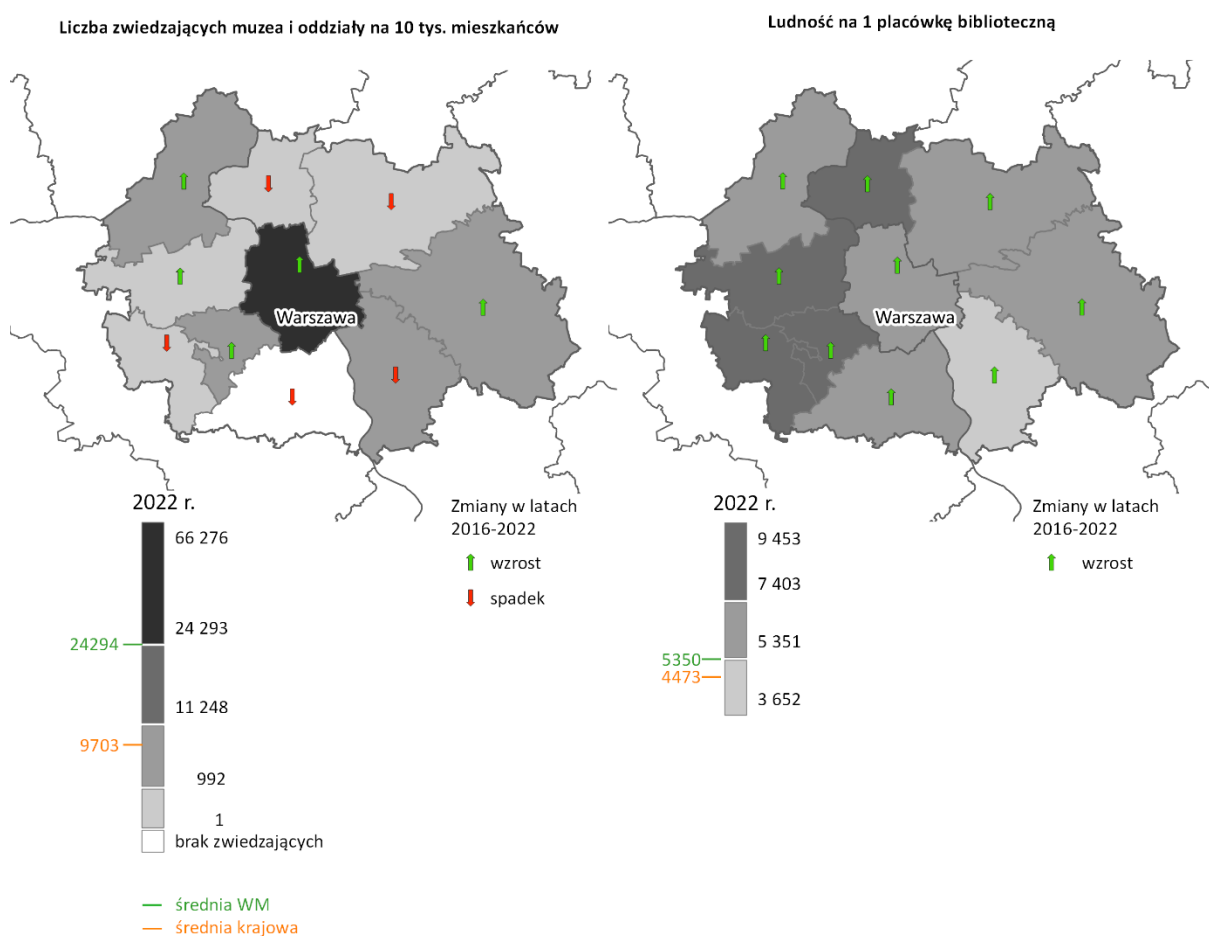 Liczba zwiedzających muzea i oddziały na 10 tys. mieszkańców
Warszawa
2022 r.
66 276
24 293
24294
11 248
9703
992
1
brak zwiedzających
Zmiany w latach
2016-2022
wzrost
spadek
średnia WM
średnia krajowa
Ludność na 1 placówkę biblioteczną
Warszawa
2022 r.
9 453
7 403
5 351
5350
4473
3 652
Zmiany w latach
2016-2022
wzrost